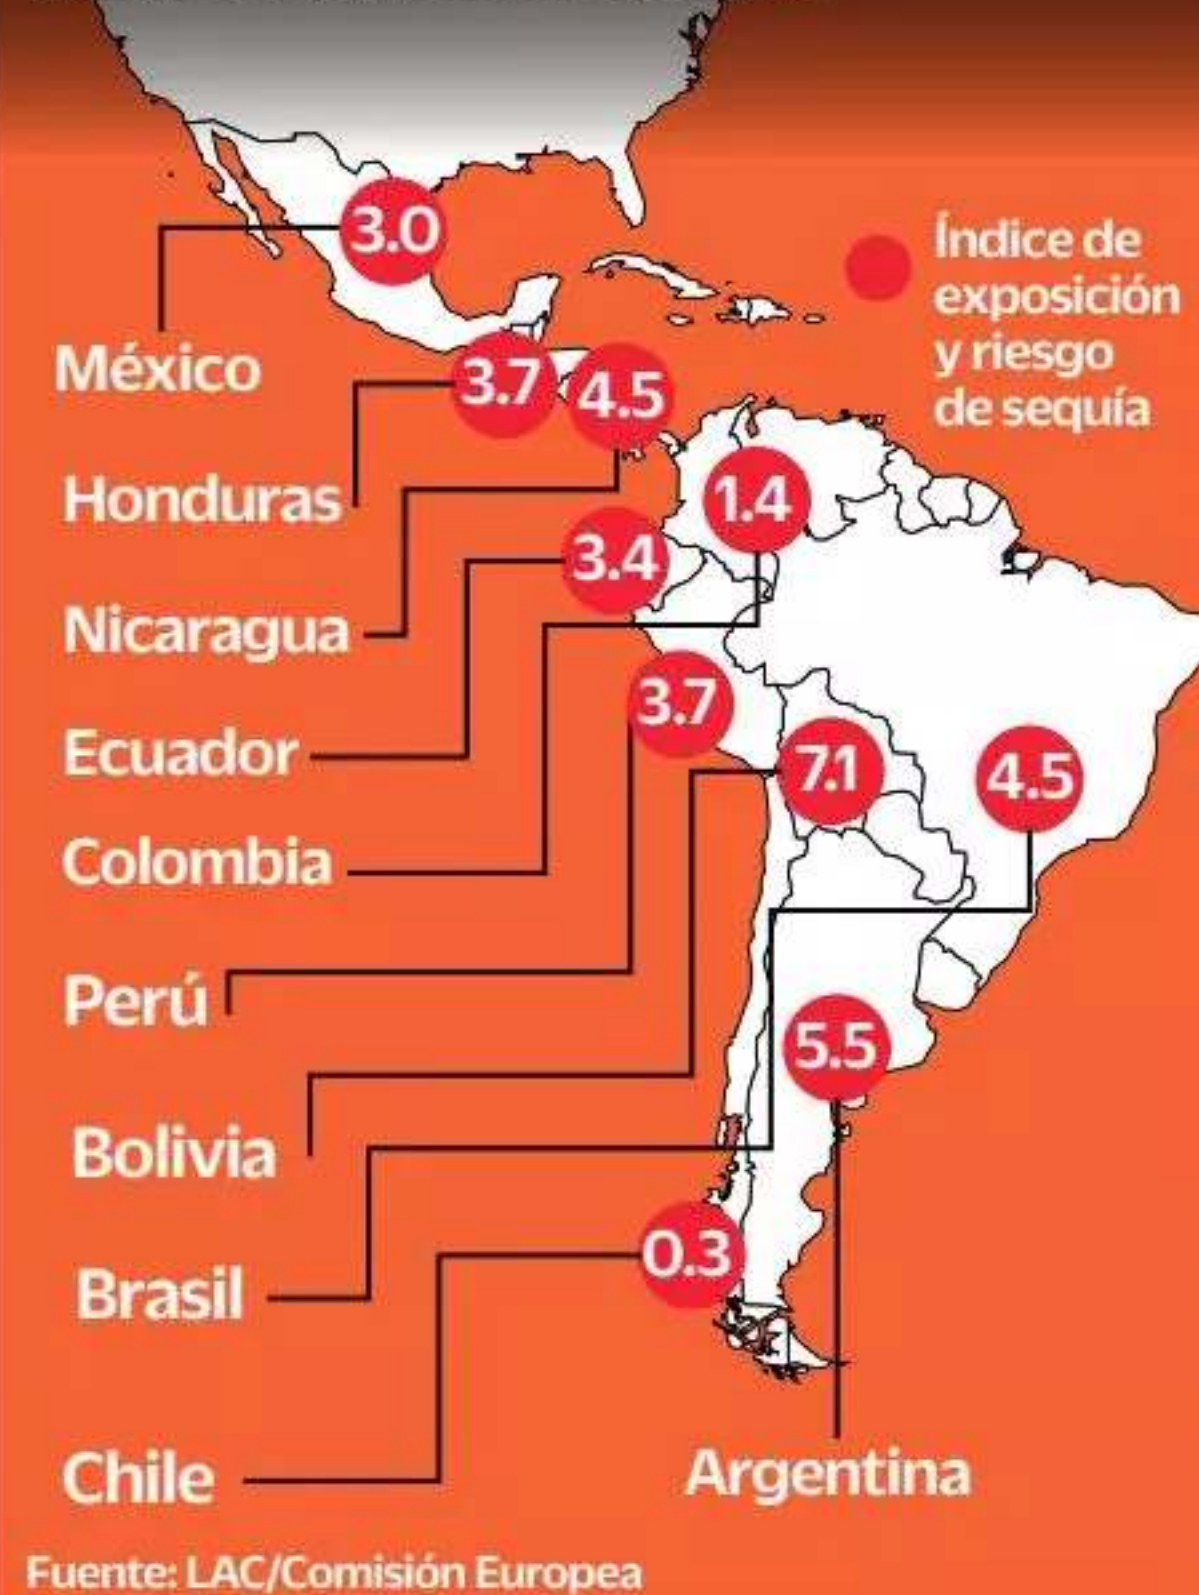 3.0
Índice de
exposición
y riesgo
de sequía
México
3.7
4.5
Honduras
1.4
3.4
Nicaragua
3.7
Ecuador
7.1
4.5
Colombia
Perú
5.5
Bolivia
0.3
Brasil
Chile
Argentina
Fuente: LAC/Comisión Europea